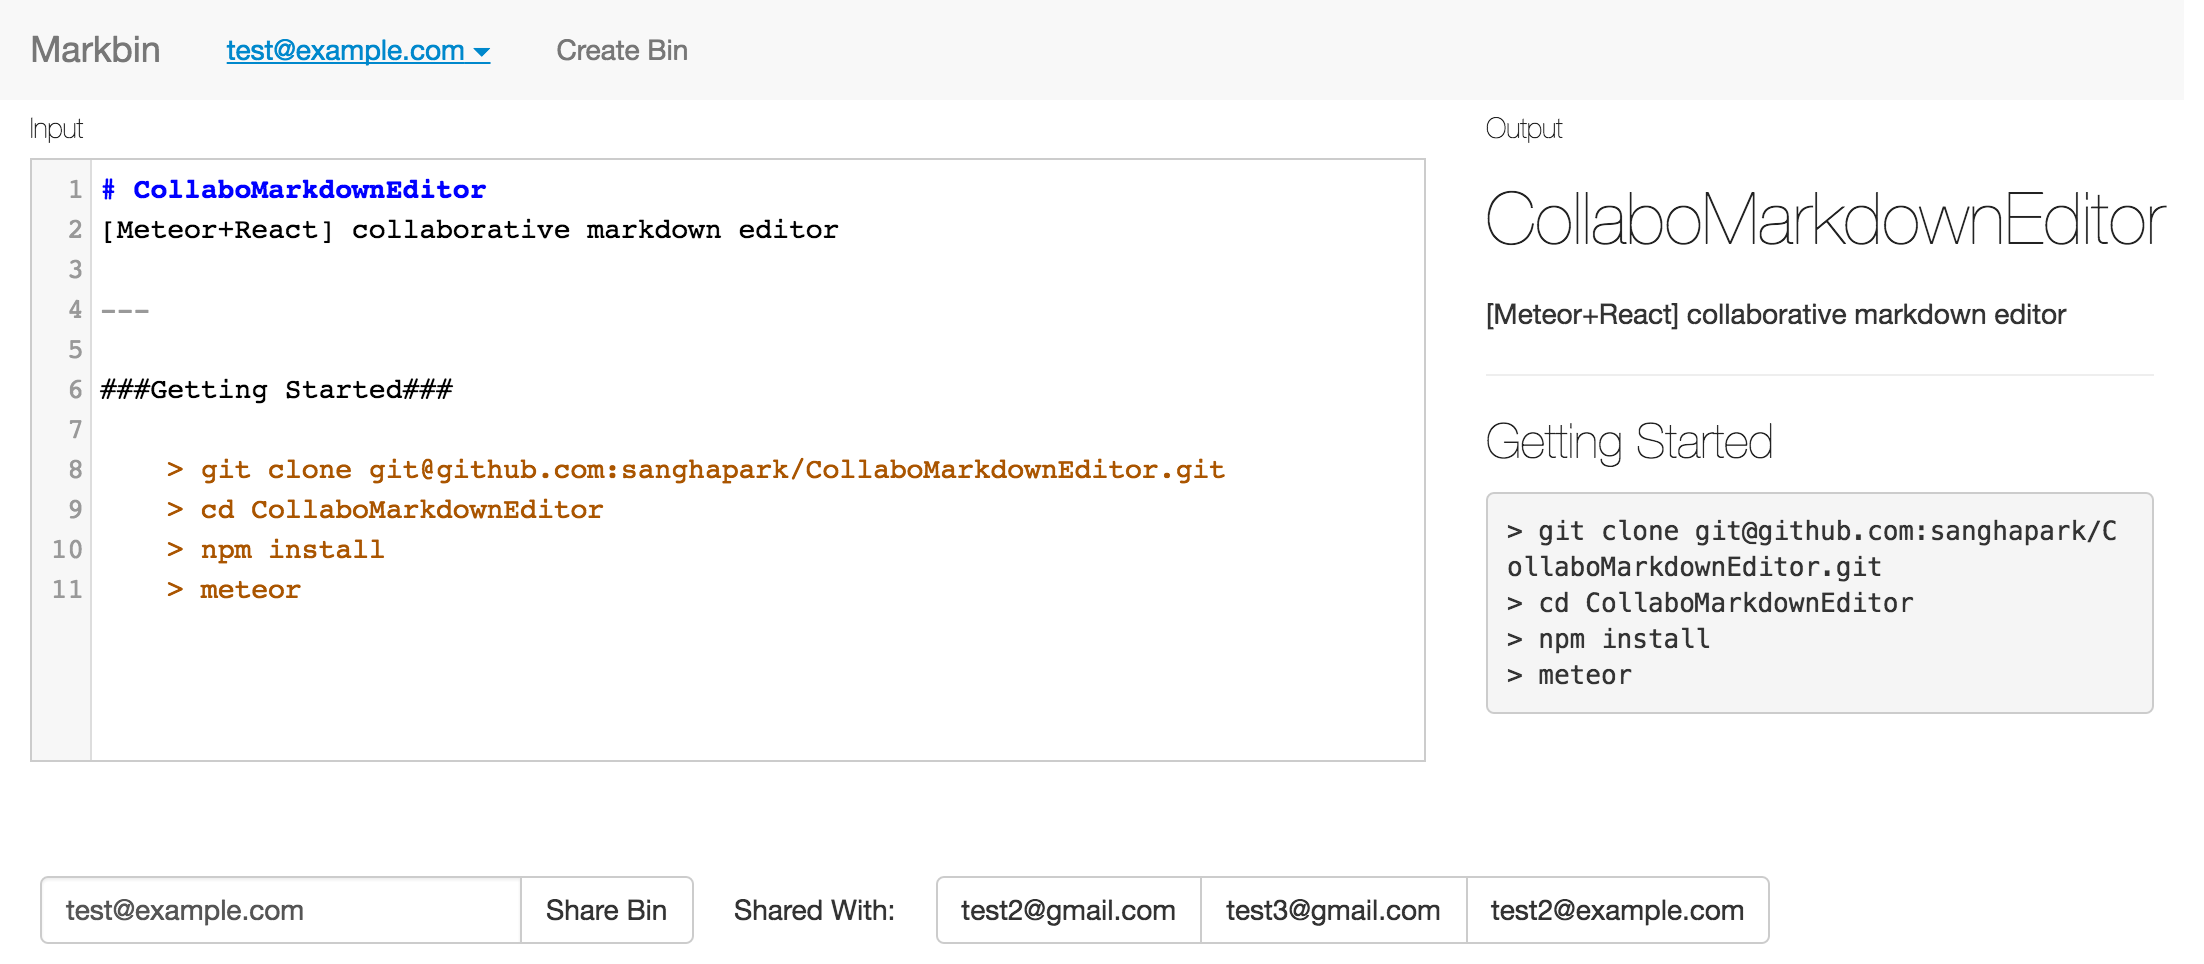 Markbin test@example.com Create Bin
Input
1 # CollaboMarkdownEditor
2 [Meteor+React] collaborative markdown editor
3
4 ---
5
6 ###Getting Started###
7
8 > git clone git@github.com:sanghapark/CollaboMarkdownEditor.git
9 > cd CollaboMarkdownEditor
10 > npm install
11 > meteor
Output
CollaboMarkdownEditor
[Meteor+React] collaborative markdown editor
Getting Started
> git clone git@github.com:sanghapark/C
ollaboMarkdownEditor.git
> cd CollaboMarkdownEditor
> npm install
> meteor
test@example.com Share Bin Shared With: test2@gmail.com test3@gmail.com test2@example.com